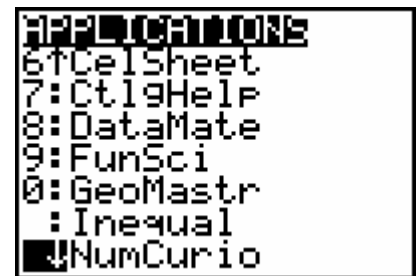 APPLICATIONS
6↑CelSheet
7:CtlgHelp
8:DataMate
9:FunSci
0:GeoMastr
:Inequal
↓NumCurio